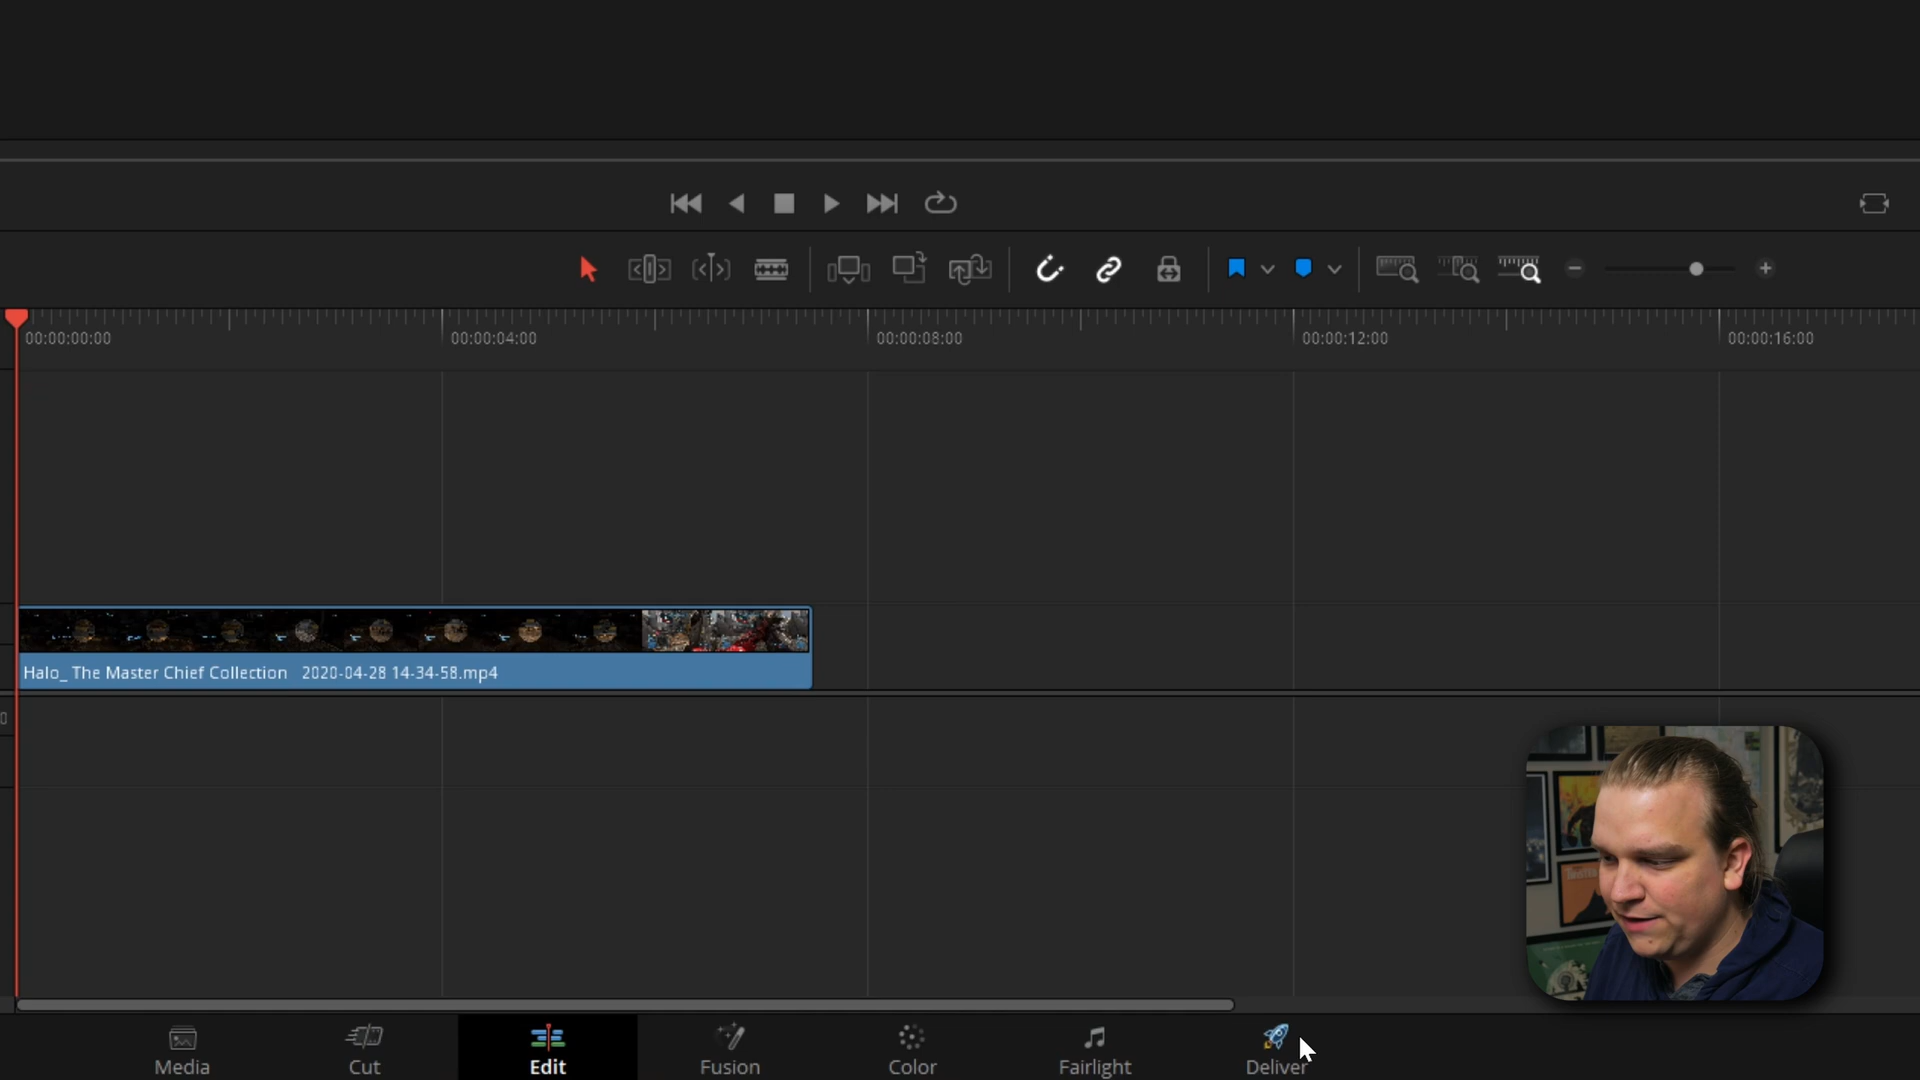 00:00:00:00
00:00:04:00
00:00:08:00
00:00:12:00
00:00:16:00
Halo_ The Master Chief Collection 2020-04-28 14-34-58.mp4
0
Media
Cut
Edit
Fusion
Color
Fairlight
Deliver